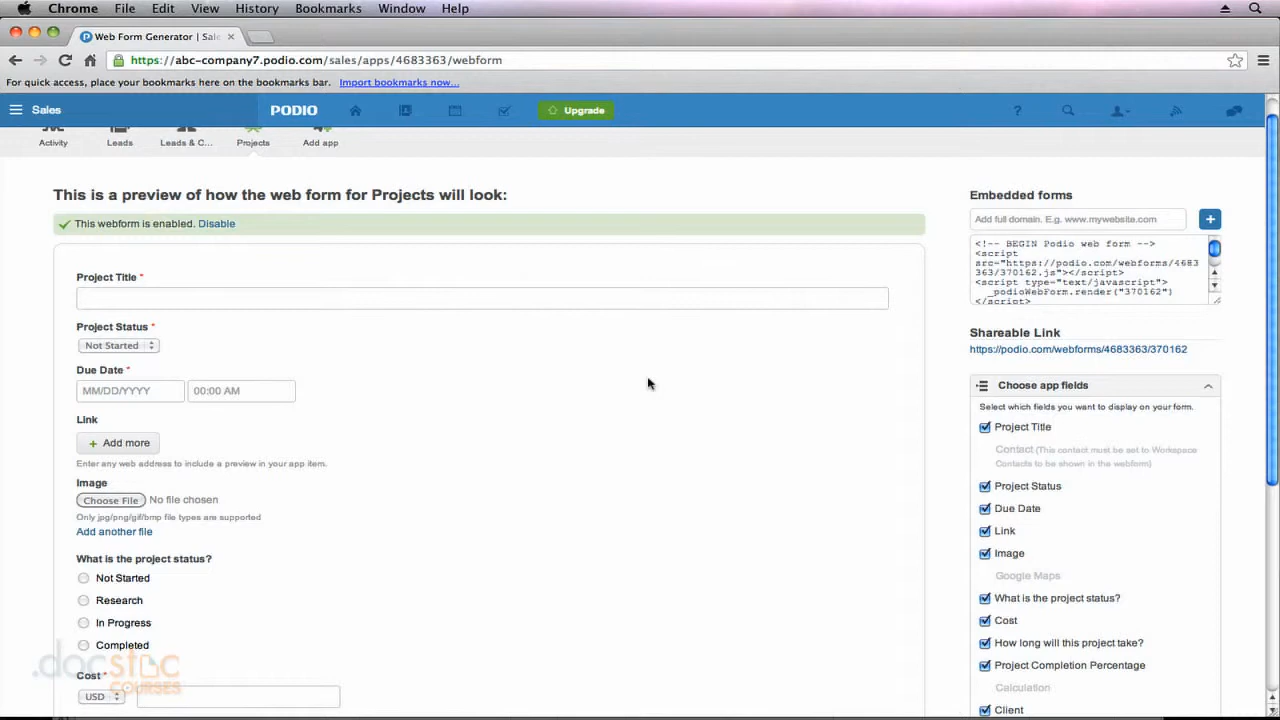 Chrome File Edit View History Bookmarks Window Help
Web Form Generator | Sale
https://abc-company7.podio.com/sales/apps/4683363/webform
For quick access, place your bookmarks here on the bookmarks bar. Import bookmarks now...
Sales PODIO Upgrade ?
Activity Leads Leads & C... Projects Add app
This is a preview of how the web form for Projects will look:
This webform is enabled. Disable
Project Title *
Project Status *
Not Started
Due Date *
MM/DD/YYYY 00:00 AM
Link
+ Add more
Enter any web address to include a preview in your app item.
Image
Choose File No file chosen
Only jpg/png/gif/bmp file types are supported
Add another file
What is the project status?
Not Started
Research
In Progress
Completed
Cost *
USD
.docstoc
COURSES
Embedded forms
Add full domain. E.g. www.mywebsite.com +
<!-- BEGIN Podio web form -->
<script
src="https://podio.com/webforms/4683
363/370162.js"></script>
<script type="text/javascript">
_podioWebForm.render("370162")
</script>
Shareable Link
https://podio.com/webforms/4683363/370162
Choose app fields
Select which fields you want to display on your form.
Project Title
Contact (This contact must be set to Workspace
Contacts to be shown in the webform)
Project Status
Due Date
Link
Image
Google Maps
What is the project status?
Cost
How long will this project take?
Project Completion Percentage
Calculation
Client